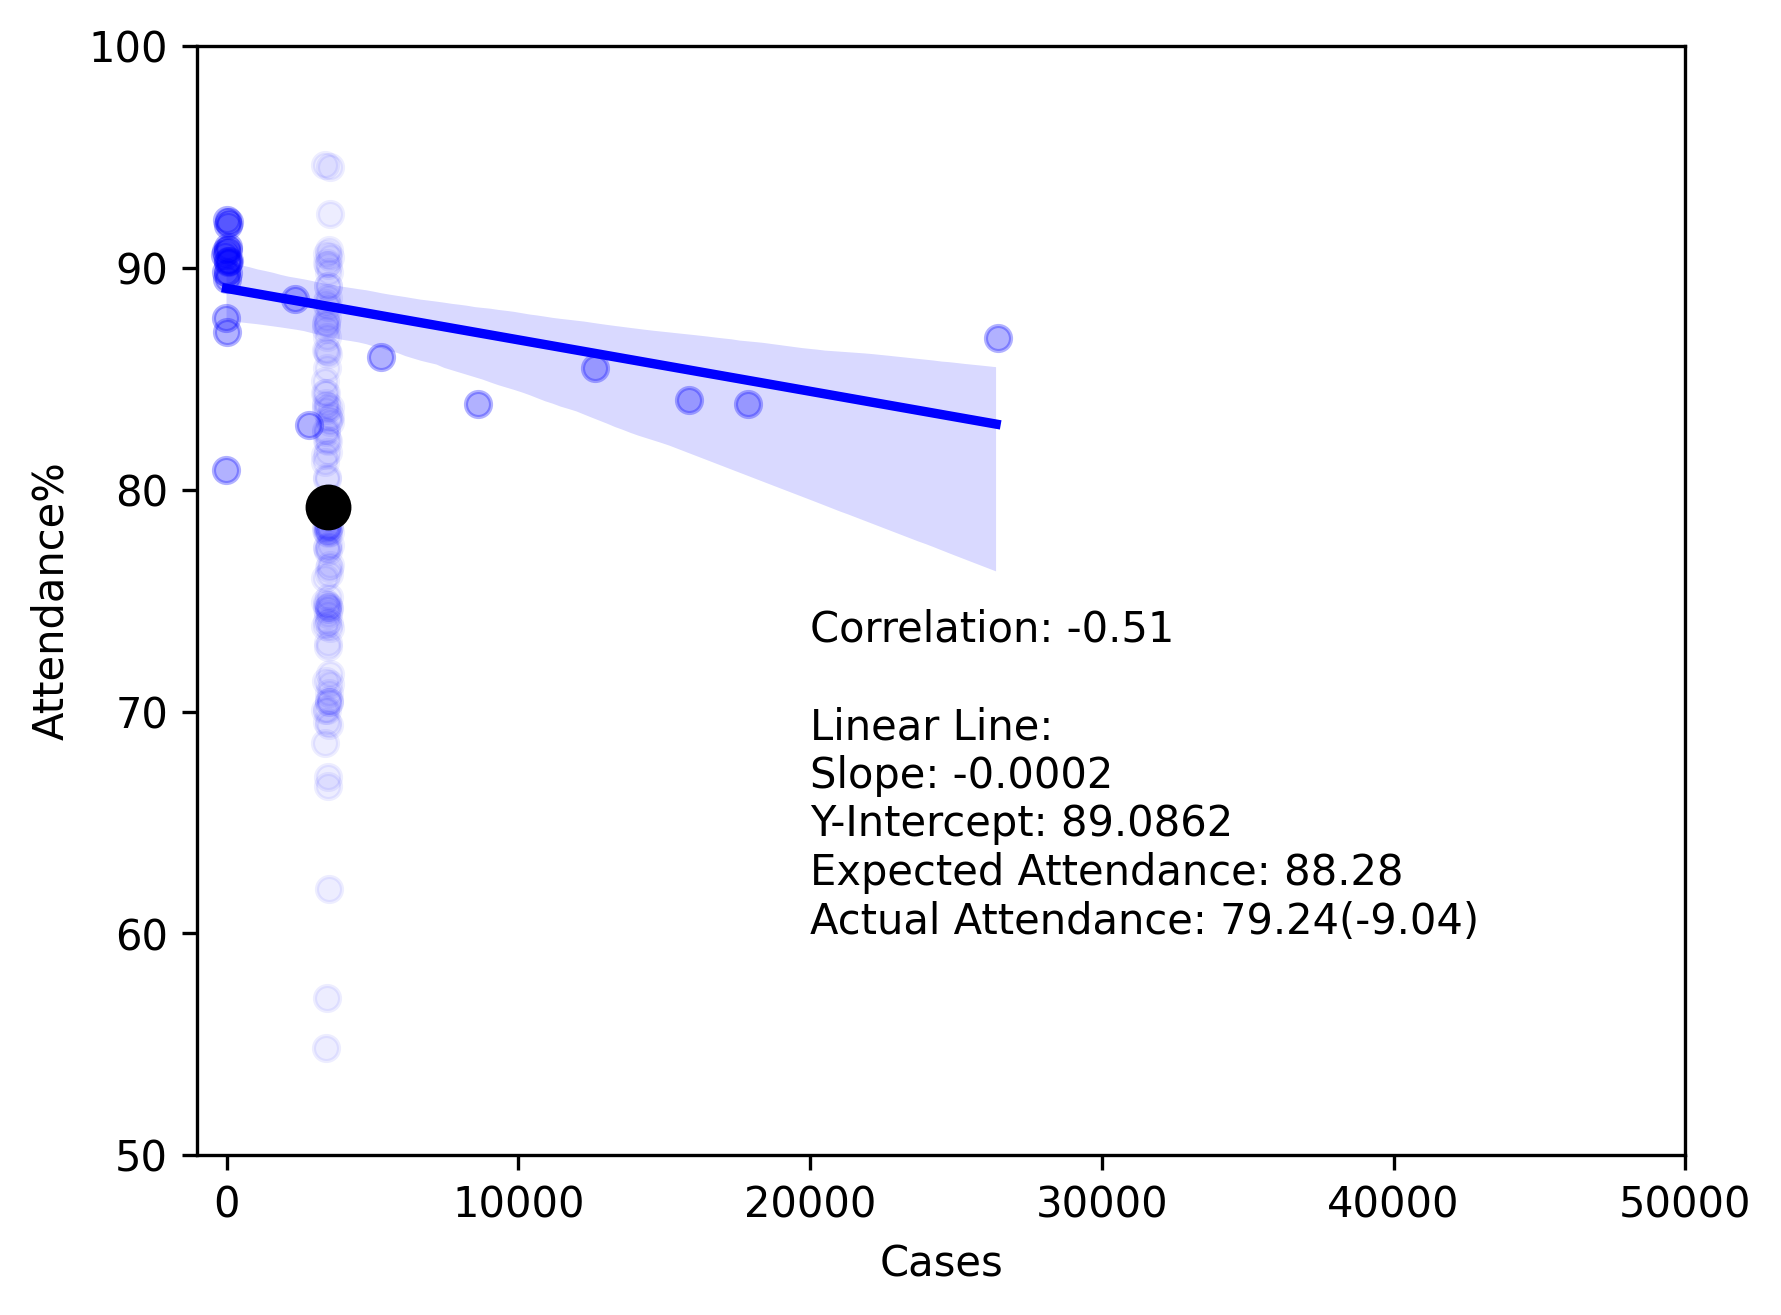 100
90
80
70
60
50
Attendance%
Correlation: -0.51
Linear Line:
Slope: -0.0002
Y-Intercept: 89.0862
Expected Attendance: 88.28
Actual Attendance: 79.24(-9.04)
0 10000 20000 30000 40000 50000
Cases